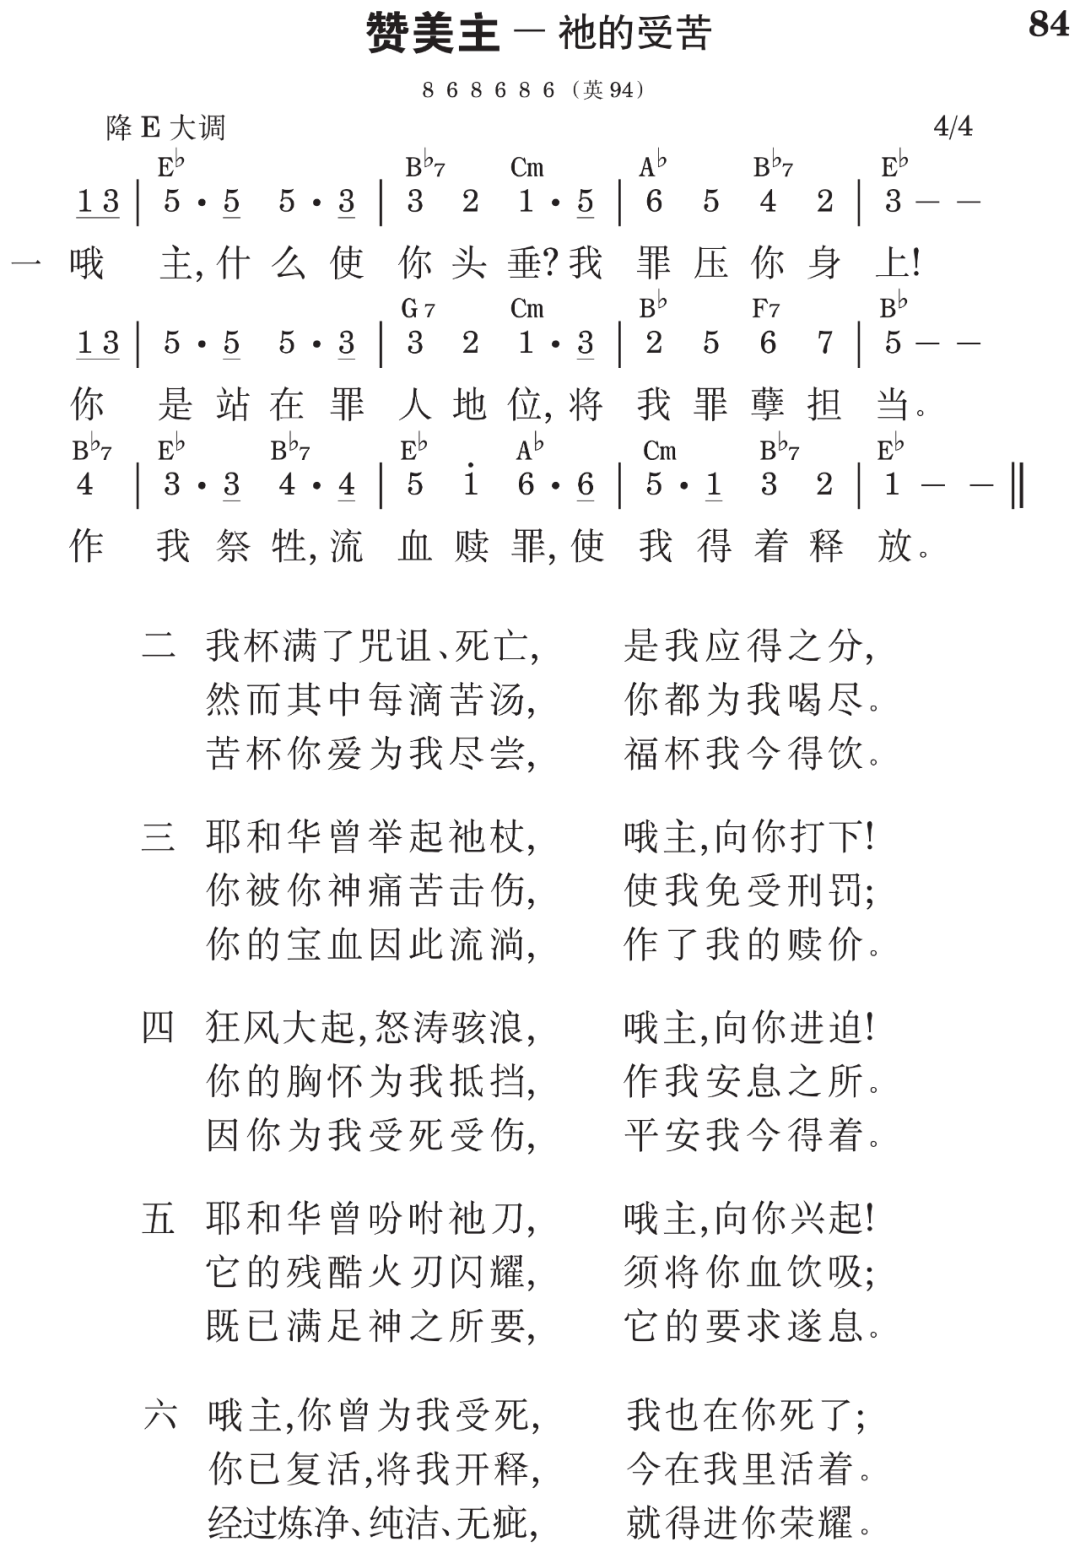 赞美主 — 祂的受苦 84
8 6 8 6 8 6（英 94）
降 E 大调 4/4
E♭ B♭7 Cm A♭ B♭7 E♭
1 3 | 5 · 5 5 · 3 | 3 2 1 · 5 | 6 5 4 2 | 3 — —
一 哦 主, 什 么 使 你 头 垂? 我 罪 压 你 身 上!
G7 Cm B♭ F7 B♭
1 3 | 5 · 5 5 · 3 | 3 2 1 · 3 | 2 5 6 7 | 5 — —
你 是 站 在 罪 人 地 位, 将 我 罪 孽 担 当。
B♭7 E♭ B♭7 E♭ A♭ Cm B♭7 E♭
4 | 3 · 3 4 · 4 | 5 i 6 · 6 | 5 · 1 3 2 | 1 — — ‖
作 我 祭 牲, 流 血 赎 罪, 使 我 得 着 释 放。
二 我杯满了咒诅、死亡, 是我应得之分,
然而其中每滴苦汤, 你都为我喝尽。
苦杯你爱为我尽尝, 福杯我今得饮。
三 耶和华曾举起祂杖, 哦主,向你打下!
你被你神痛苦击伤, 使我免受刑罚;
你的宝血因此流淌, 作了我的赎价。
四 狂风大起,怒涛骇浪, 哦主,向你进迫!
你的胸怀为我抵挡, 作我安息之所。
因你为我受死受伤, 平安我今得着。
五 耶和华曾吩咐祂刀, 哦主,向你兴起!
它的残酷火刃闪耀, 须将你血饮吸;
既已满足神之所要, 它的要求遂息。
六 哦主,你曾为我受死, 我也在你死了;
你已复活,将我开释, 今在我里活着。
经过炼净、纯洁、无疵, 就得进你荣耀。